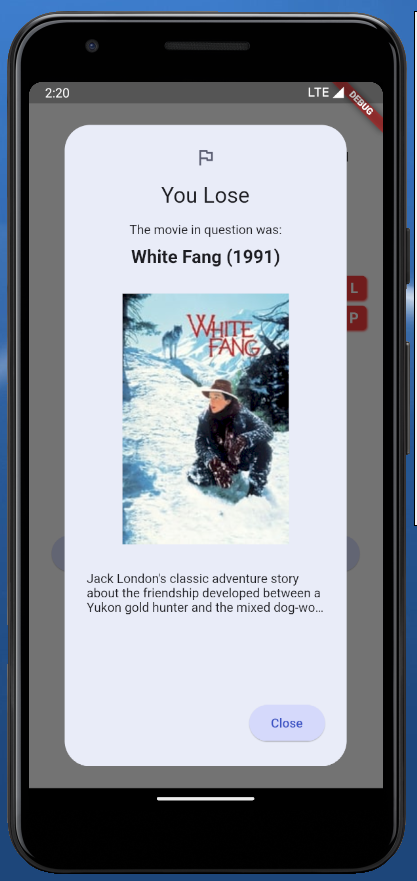 2:20
LTE
DEBUG
You Lose
The movie in question was:
White Fang (1991)
L
P
WHITE
FANG
Jack London's classic adventure story
about the friendship developed between a
Yukon gold hunter and the mixed dog-wo...
Close